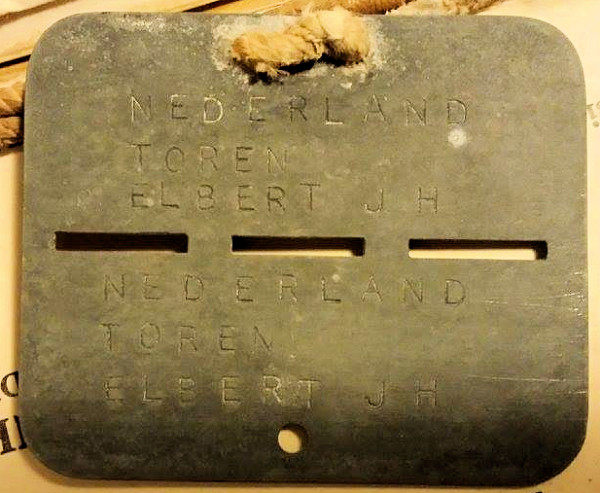 NEDERLAND
TOREN
ELBERT J H
NEDERLAND
TOREN
ELBERT J H